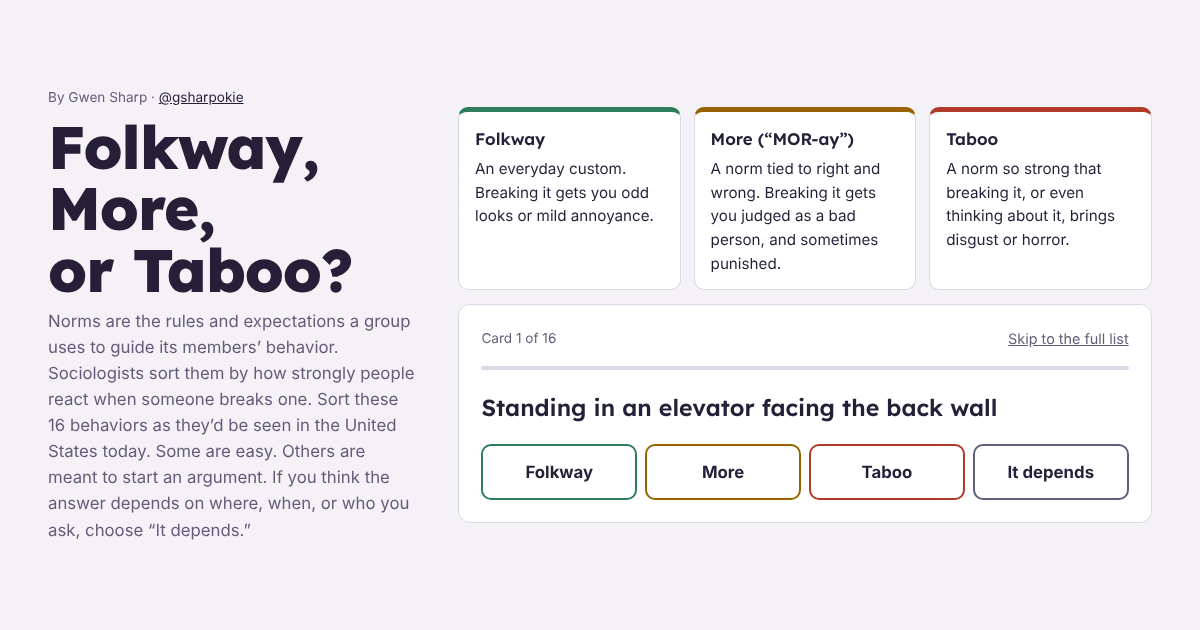 By Gwen Sharp · @gsharpokie
Folkway,
More,
or Taboo?
Norms are the rules and expectations a group
uses to guide its members’ behavior.
Sociologists sort them by how strongly people
react when someone breaks one. Sort these
16 behaviors as they’d be seen in the United
States today. Some are easy. Others are
meant to start an argument. If you think the
answer depends on where, when, or who you
ask, choose “It depends.”
Folkway
An everyday custom.
Breaking it gets you odd
looks or mild annoyance.
More (“MOR-ay”)
A norm tied to right and
wrong. Breaking it gets
you judged as a bad
person, and sometimes
punished.
Taboo
A norm so strong that
breaking it, or even
thinking about it, brings
disgust or horror.
Card 1 of 16
Skip to the full list
Standing in an elevator facing the back wall
Folkway
More
Taboo
It depends